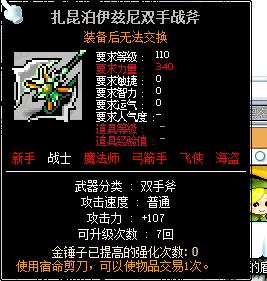 扎昆泊伊兹尼双手战斧
装备后无法交换
要求等级： 110
要求力量： 340
要求敏捷： 0
要求智力： 0
要求运气： 0
要求人气度： -
道具等级： -
道具经验值： -
新手 战士 魔法师 弓箭手 飞侠 海盗
武器分类 : 双手斧
攻击速度 : 普通
攻击力 : +107
可升级次数 : 7回
金锤子已提高的强化次数: 0
使用宿命剪刀，可以使物品交易1次。